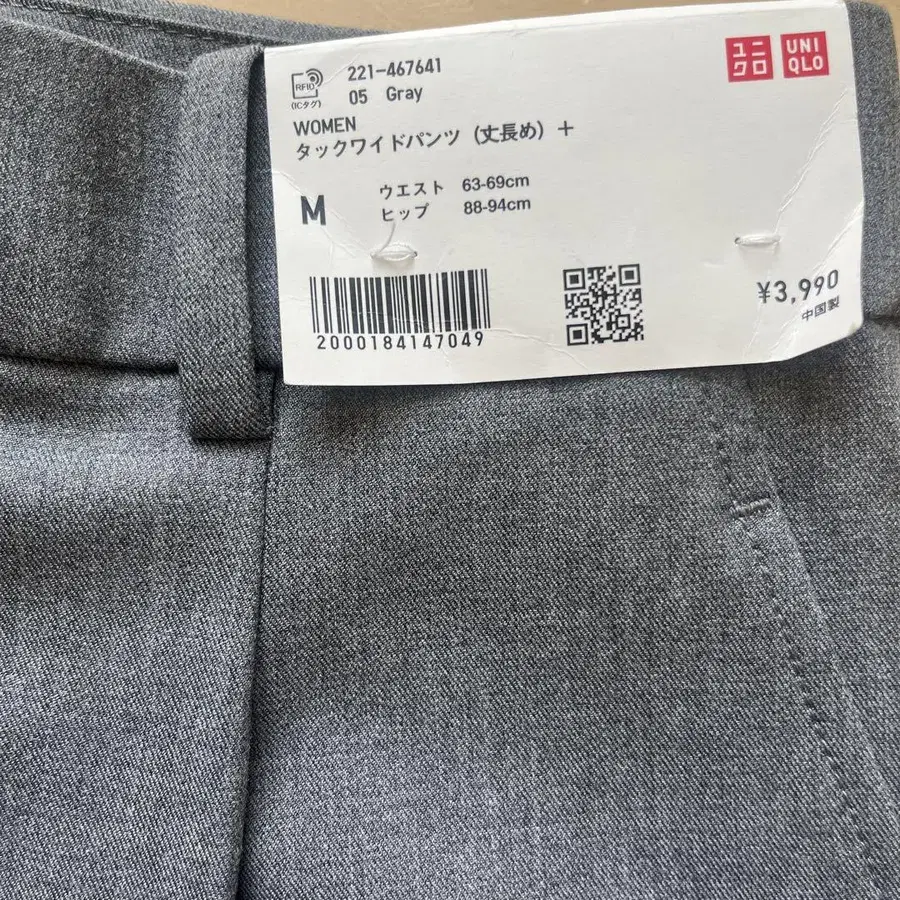 ユニ
クロ
UNI
QLO
RFID
(ICタグ)
221-467641
05 Gray
WOMEN
タックワイドパンツ (丈長め) +
M
ウエスト 63-69cm
ヒップ 88-94cm
2000184147049
¥3,990
中国製